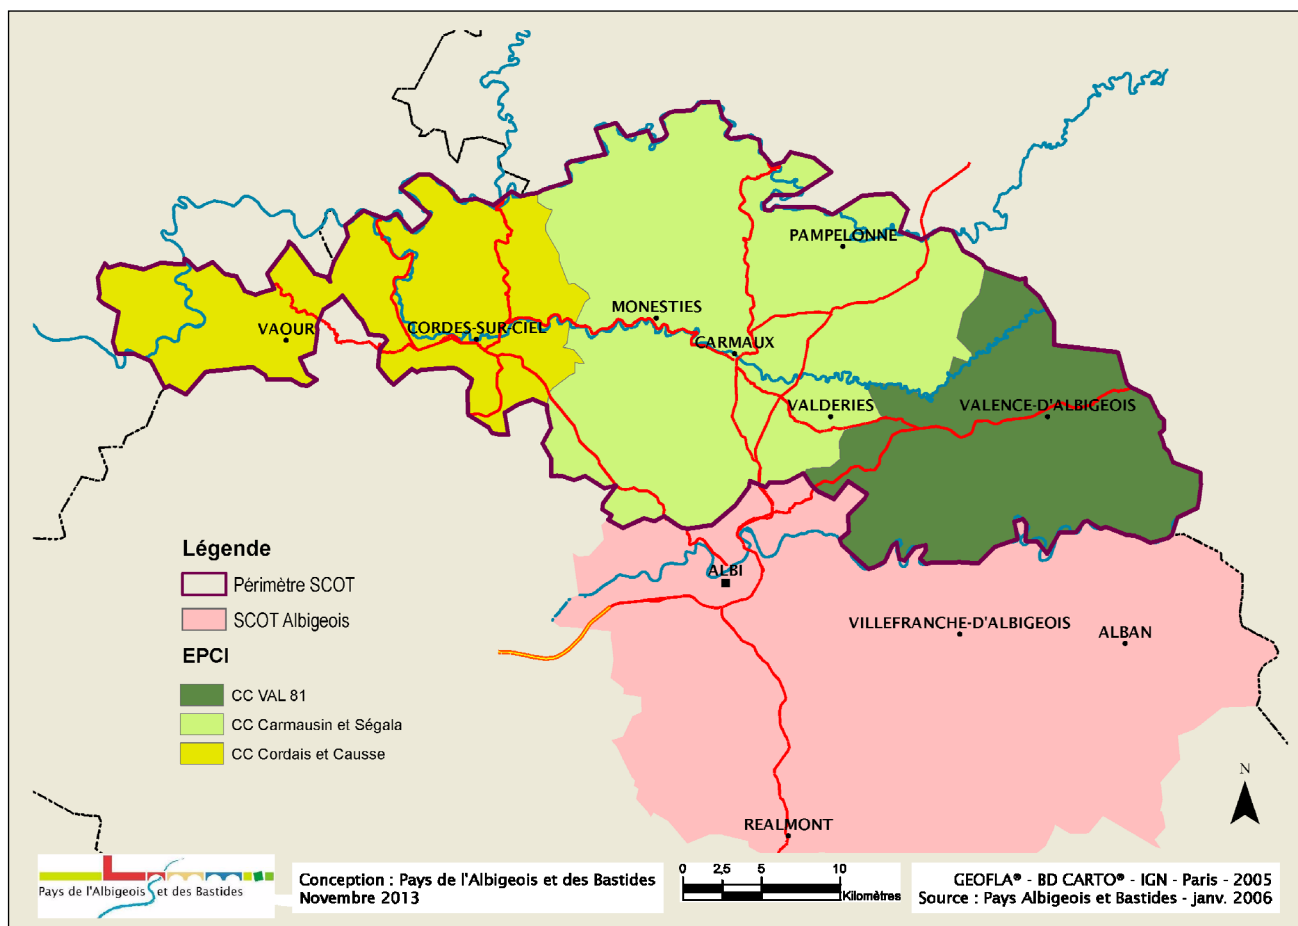 PAMPELONNE
MONESTIES
VAOUR
CORDES-SUR-CIEL
CARMAUX
VALDERIES
VALENCE-D'ALBIGEOIS
Légende
Périmètre SCOT
SCOT Albigeois
EPCI
CC VAL 81
CC Carmausin et Ségala
CC Cordais et Causse
ALBI
VILLEFRANCHE-D'ALBIGEOIS
ALBAN
REALMONT
N
Pays de l'Albigeois et des Bastides
Conception : Pays de l'Albigeois et des Bastides
Novembre 2013
0 2,5 5 10
Kilomètres
GEOFLA® - BD CARTO® - IGN - Paris - 2005
Source : Pays Albigeois et Bastides - janv. 2006